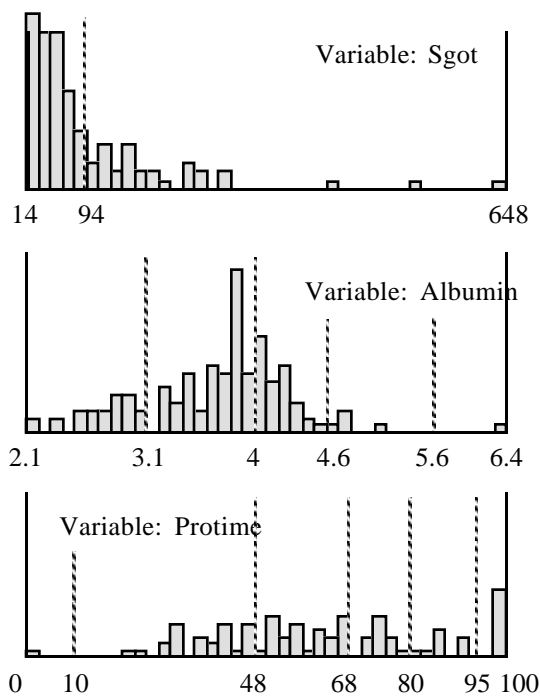 Variable: Sgot
14 94 648
Variable: Albumin
2.1 3.1 4 4.6 5.6 6.4
Variable: Protime
0 10 48 68 80 95 100